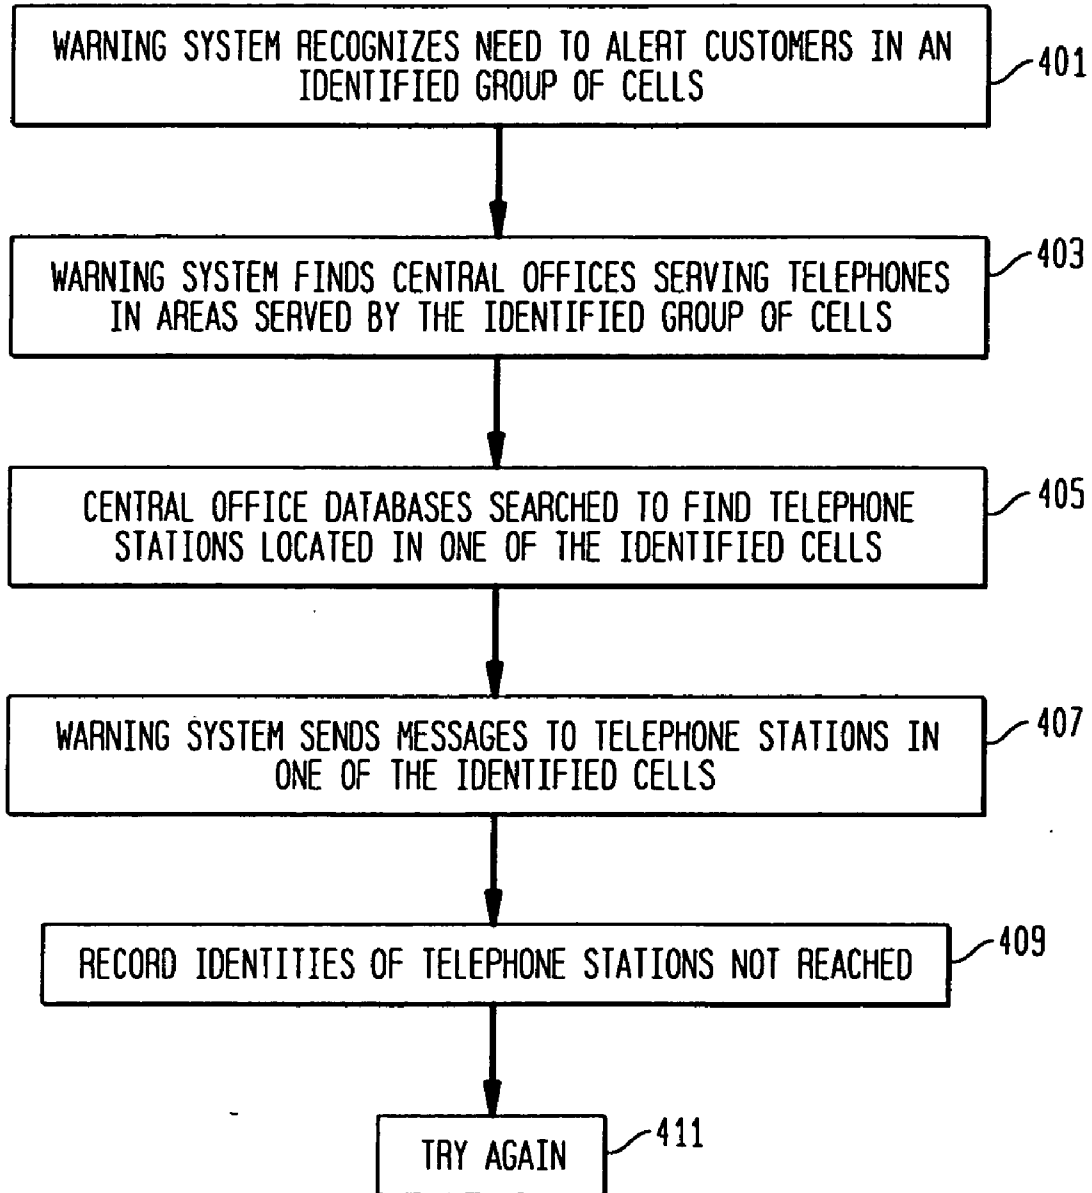 WARNING SYSTEM RECOGNIZES NEED TO ALERT CUSTOMERS IN AN
IDENTIFIED GROUP OF CELLS
401
WARNING SYSTEM FINDS CENTRAL OFFICES SERVING TELEPHONES
IN AREAS SERVED BY THE IDENTIFIED GROUP OF CELLS
403
CENTRAL OFFICE DATABASES SEARCHED TO FIND TELEPHONE
STATIONS LOCATED IN ONE OF THE IDENTIFIED CELLS
405
WARNING SYSTEM SENDS MESSAGES TO TELEPHONE STATIONS IN
ONE OF THE IDENTIFIED CELLS
407
RECORD IDENTITIES OF TELEPHONE STATIONS NOT REACHED
409
TRY AGAIN
411